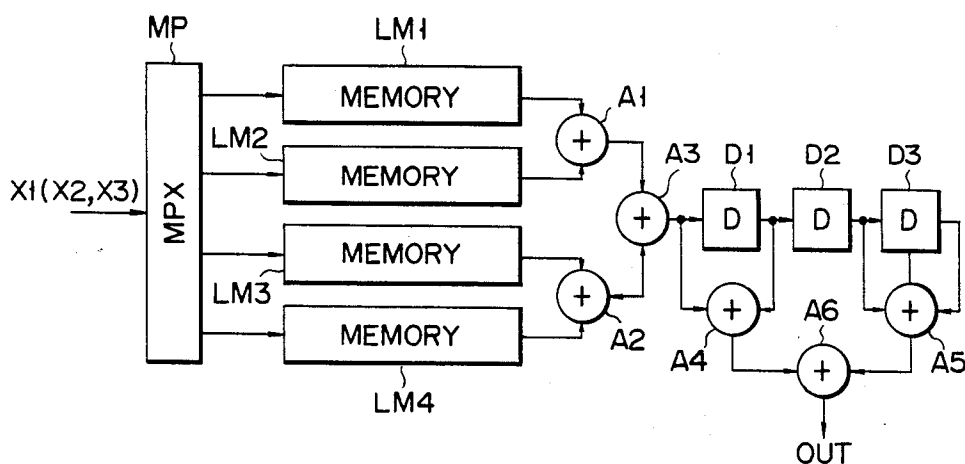 MP
LM1
MEMORY
A1
LM2
MEMORY
A3
D1
D2
D3
X1(X2,X3)
MPX
D
D
D
MEMORY
LM3
A2
MEMORY
A4
A6
A5
LM4
OUT
+
+
+
+
+
+